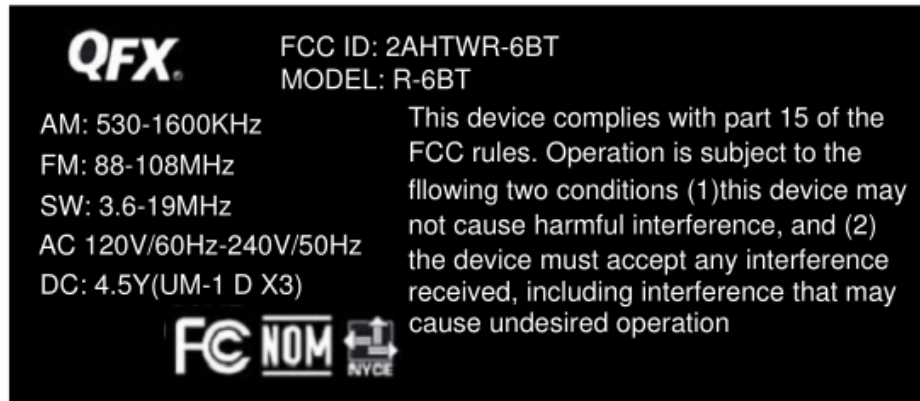 QFX.
FCC ID: 2AHTWR-6BT
MODEL: R-6BT
AM: 530-1600KHz
FM: 88-108MHz
SW: 3.6-19MHz
AC 120V/60Hz-240V/50Hz
DC: 4.5Y(UM-1 D X3)
This device complies with part 15 of the
FCC rules. Operation is subject to the
fllowing two conditions (1)this device may
not cause harmful interference, and (2)
the device must accept any interference
received, including interference that may
cause undesired operation
FC NOM NYCE